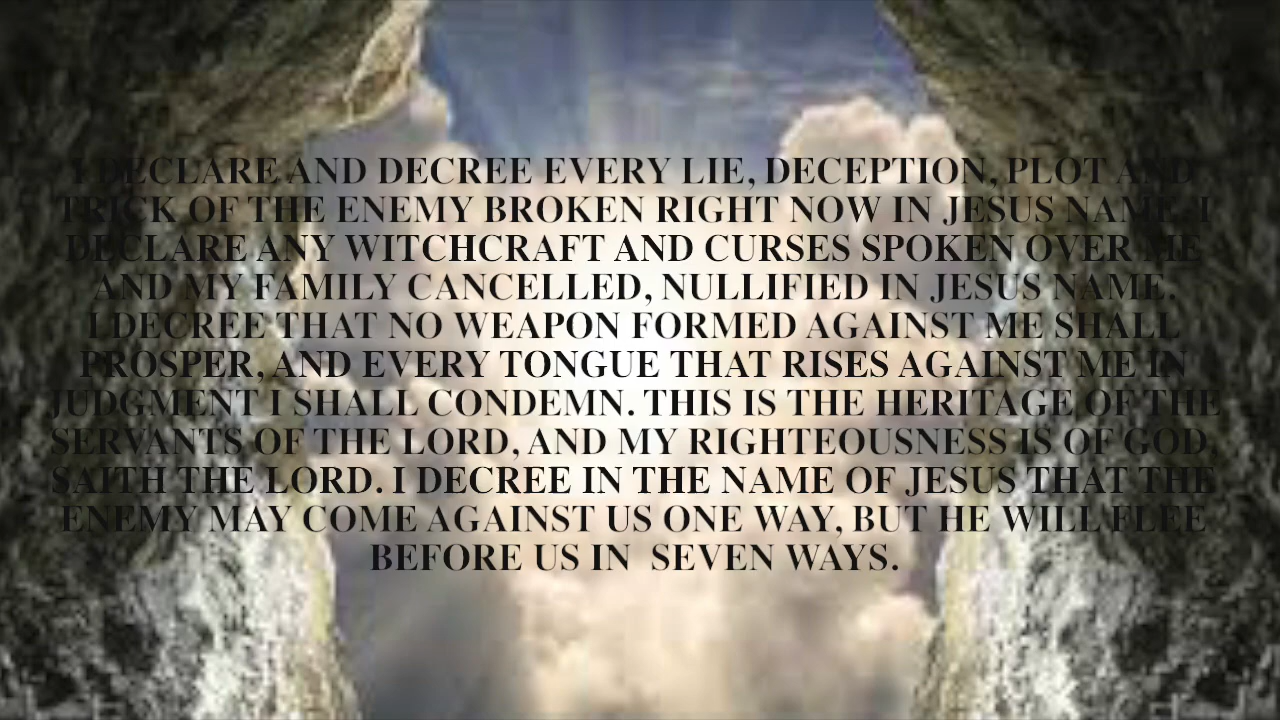 I DECLARE AND DECREE EVERY LIE, DECEPTION, PLOT AND
TRICK OF THE ENEMY BROKEN RIGHT NOW IN JESUS NAME. I
DECLARE ANY WITCHCRAFT AND CURSES SPOKEN OVER ME
AND MY FAMILY CANCELLED, NULLIFIED IN JESUS NAME.
I DECREE THAT NO WEAPON FORMED AGAINST ME SHALL
PROSPER, AND EVERY TONGUE THAT RISES AGAINST ME IN
JUDGMENT I SHALL CONDEMN. THIS IS THE HERITAGE OF THE
SERVANTS OF THE LORD, AND MY RIGHTEOUSNESS IS OF GOD
SAITH THE LORD. I DECREE IN THE NAME OF JESUS THAT THE
ENEMY MAY COME AGAINST US ONE WAY, BUT HE WILL FLEE
BEFORE US IN  SEVEN WAYS.